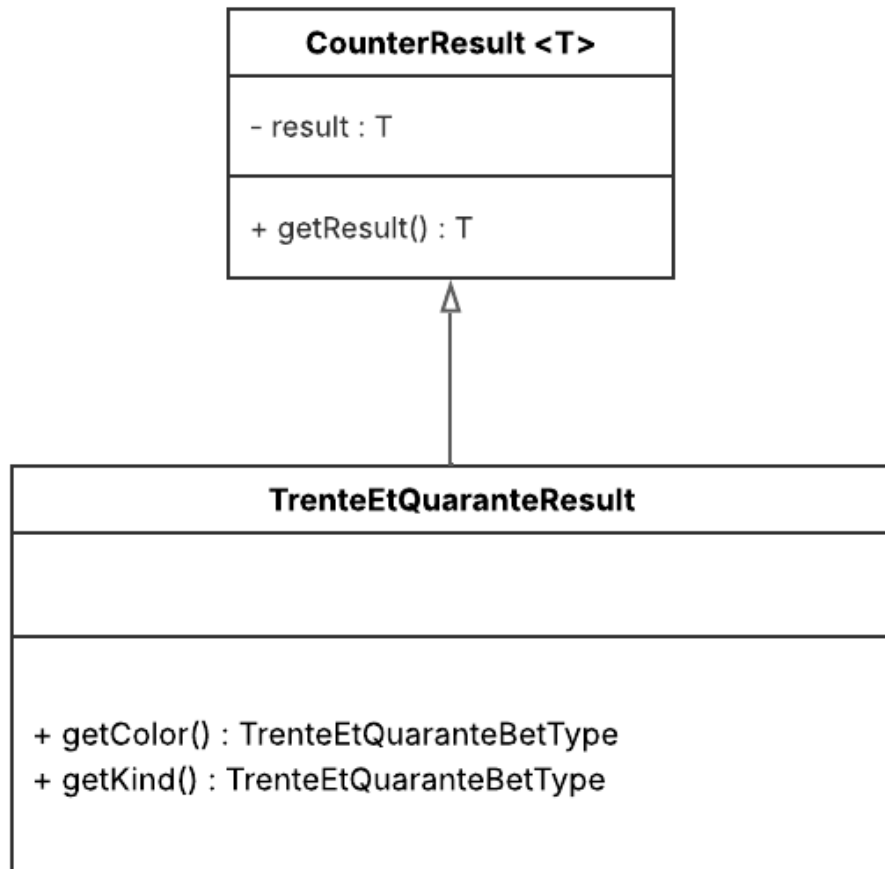 CounterResult <T>
- result : T
+ getResult() : T
TrenteEtQuaranteResult
+ getColor() : TrenteEtQuaranteBetType
+ getKind() : TrenteEtQuaranteBetType